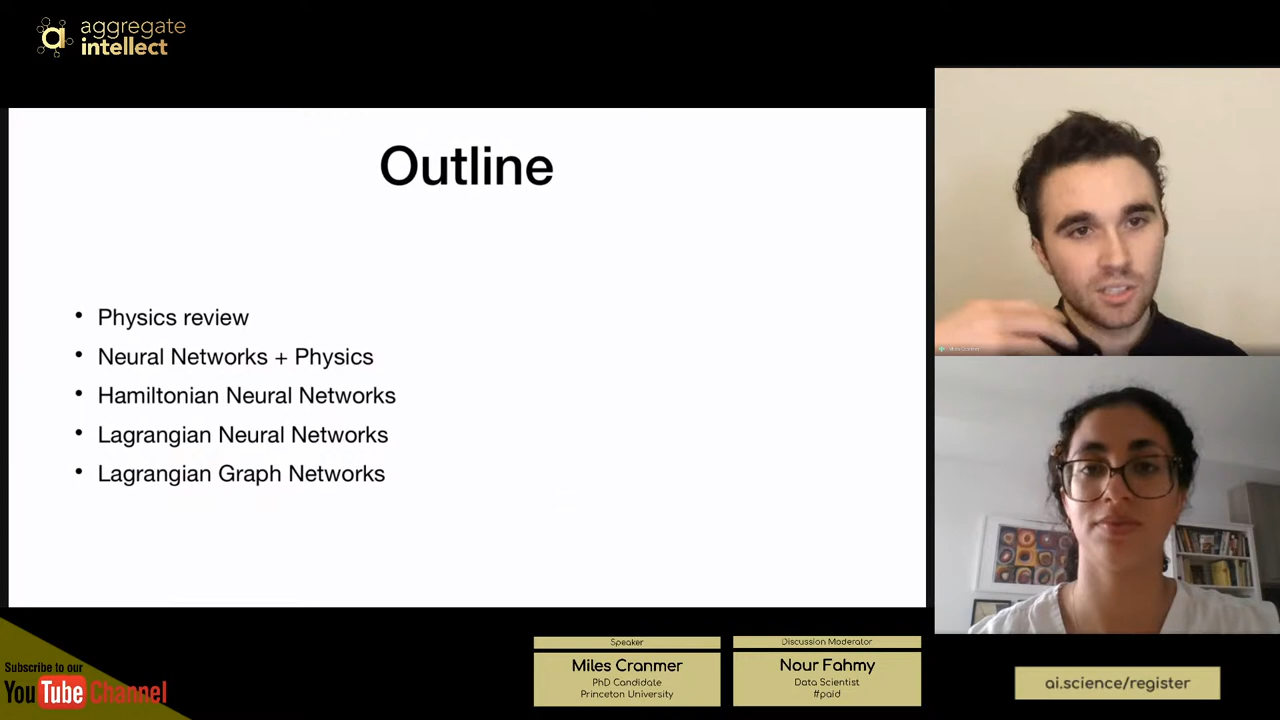 aggregate
intellect
Outline
• Physics review
• Neural Networks + Physics
• Hamiltonian Neural Networks
• Lagrangian Neural Networks
• Lagrangian Graph Networks
Miles Cranmer
Subscribe to our
YouTube Channel
Speaker
Miles Cranmer
PhD Candidate
Princeton University
Discussion Moderator
Nour Fahmy
Data Scientist
#paid
ai.science/register